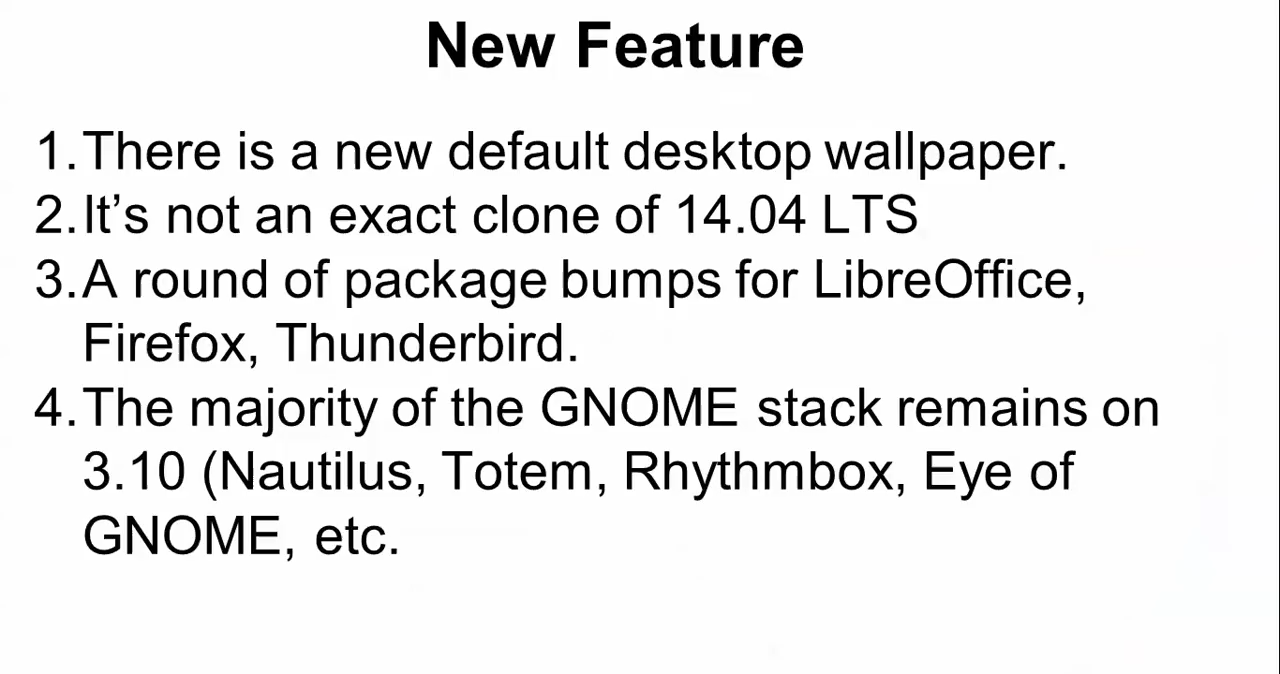 New Feature
1. There is a new default desktop wallpaper.
2. It’s not an exact clone of 14.04 LTS
3. A round of package bumps for LibreOffice,
Firefox, Thunderbird.
4. The majority of the GNOME stack remains on
3.10 (Nautilus, Totem, Rhythmbox, Eye of
GNOME, etc.